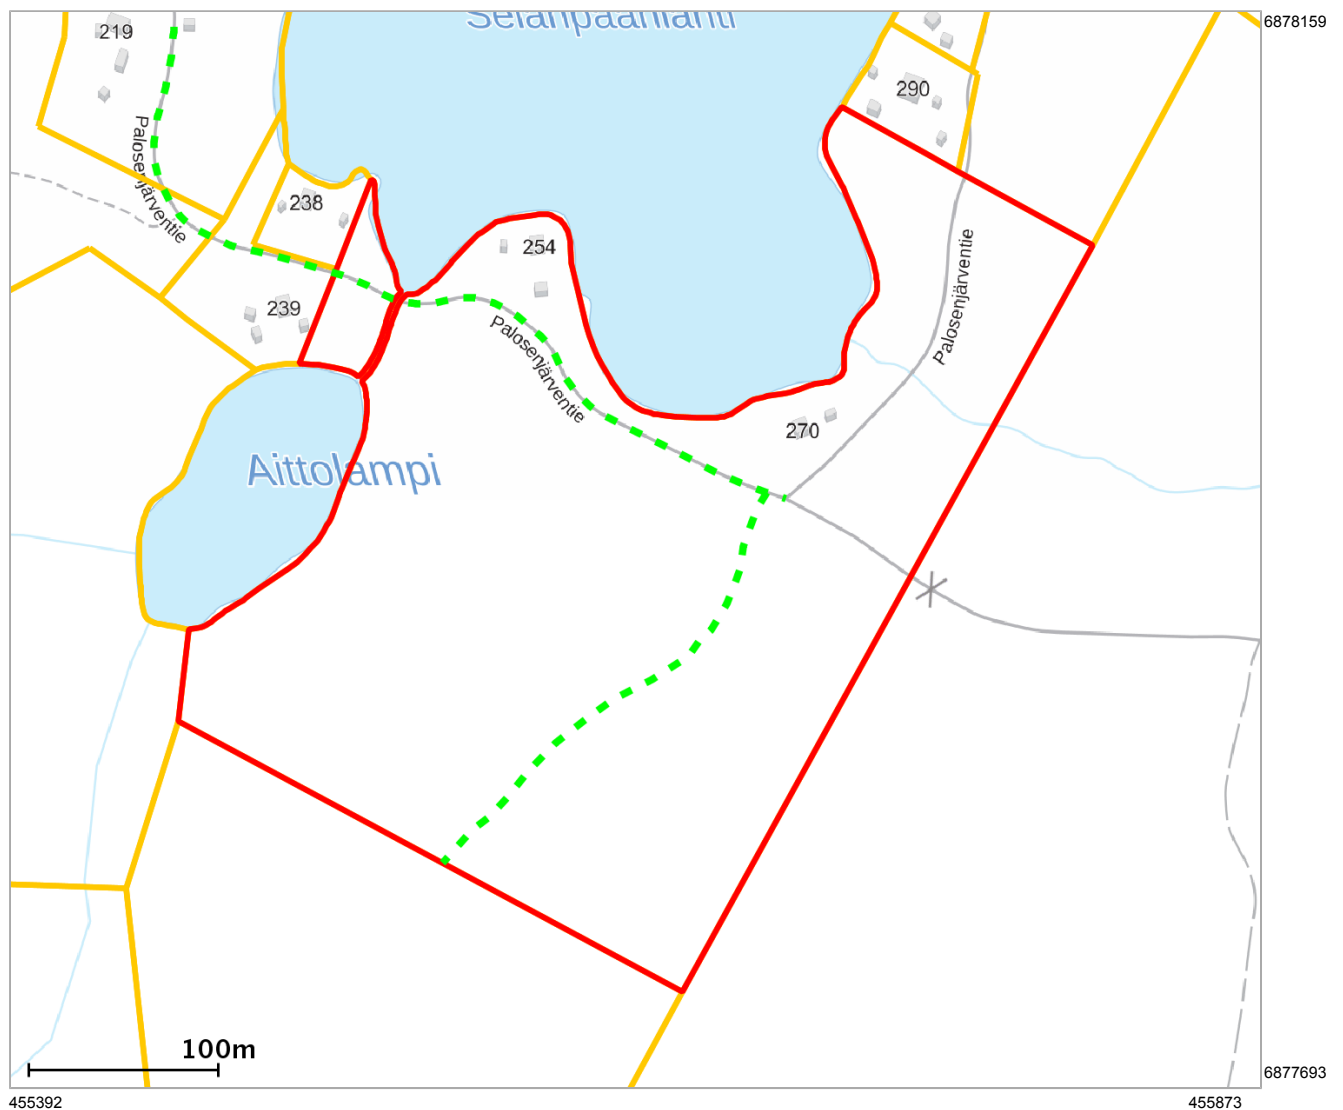 Selänpäänlahti
6878159
219
290
Palosenjärventie
238
254
Palosenjärventie
239
Palosenjärventie
270
Aittolampi
100m
6877693
455392
455873